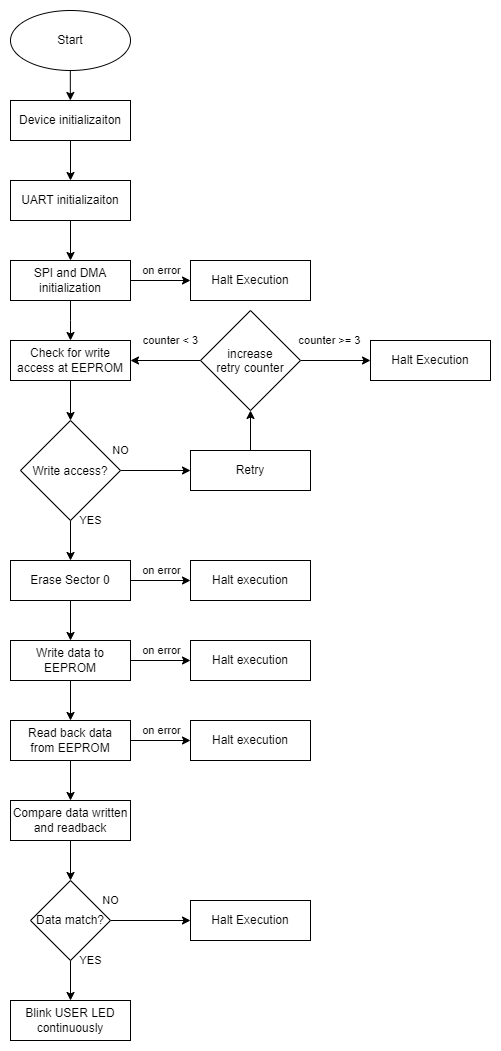 Start
Device initializaiton
UART initializaiton
SPI and DMA
initialization
on error
Halt Execution
Check for write
access at EEPROM
counter < 3
increase
retry counter
counter >= 3
Halt Execution
Write access?
NO
Retry
YES
Erase Sector 0
on error
Halt execution
Write data to
EEPROM
on error
Halt execution
Read back data
from EEPROM
on error
Halt execution
Compare data written
and readback
Data match?
NO
Halt Execution
YES
Blink USER LED
continuously